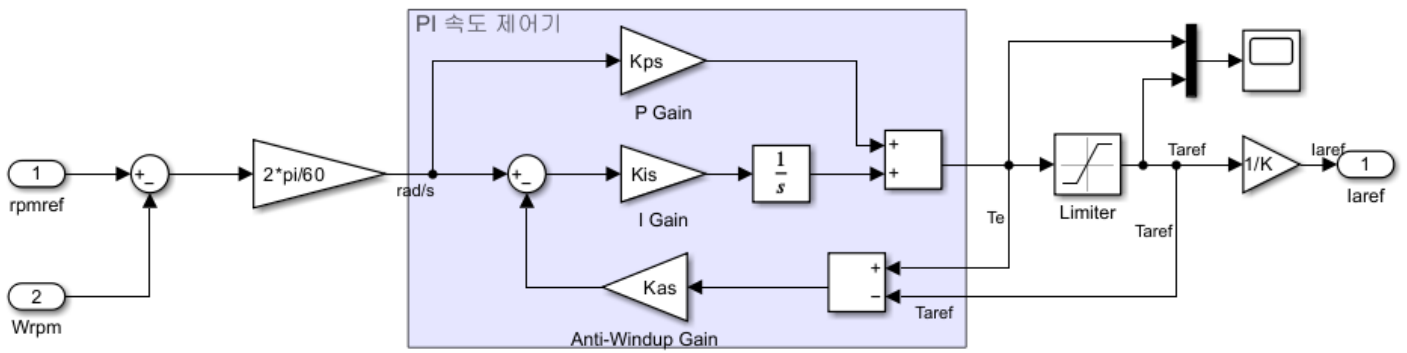 PI 속도 제어기
Kps
P Gain
1
rpmref
+
−
2*pi/60
rad/s
+
−
Kis
I Gain
1
s
+
+
Te
Limiter
Taref
1/K
Iaref
1
Iaref
2
Wrpm
Kas
Anti-Windup Gain
+
−
Taref
Taref